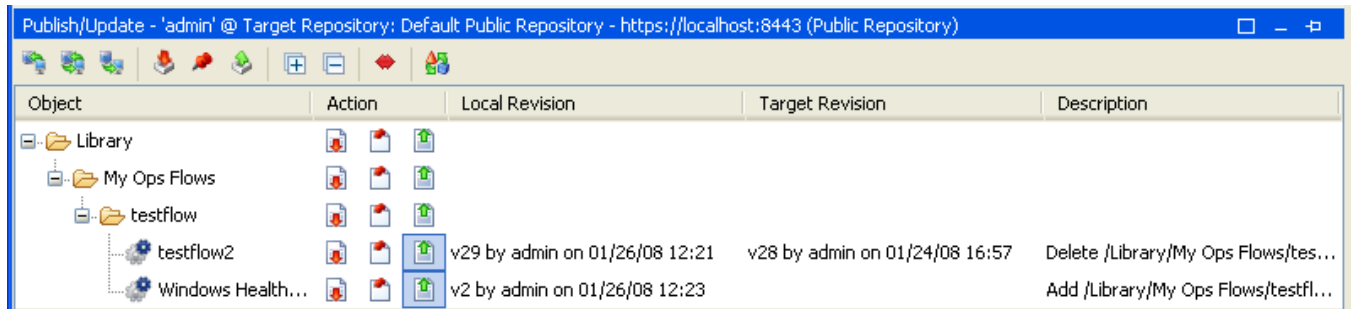 Publish/Update - 'admin' @ Target Repository: Default Public Repository - https://localhost:8443 (Public Repository)
Object Action Local Revision Target Revision Description
Library
My Ops Flows
testflow
testflow2 v29 by admin on 01/26/08 12:21 v28 by admin on 01/24/08 16:57 Delete /Library/My Ops Flows/tes...
Windows Health... v2 by admin on 01/26/08 12:23 Add /Library/My Ops Flows/testfl...